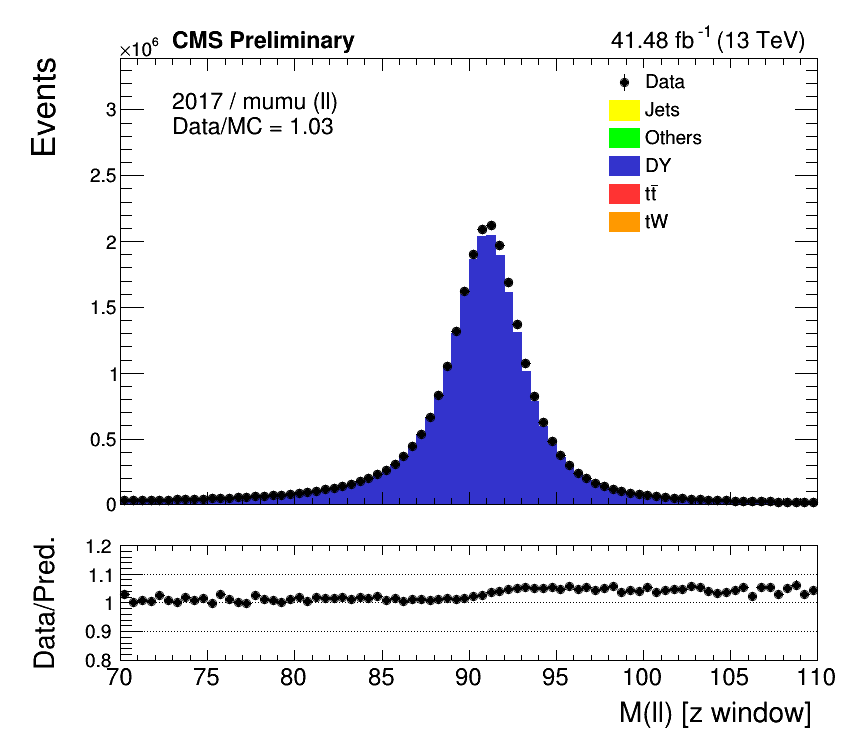 ×10⁶ CMS Preliminary 41.48 fb⁻¹ (13 TeV)
Events
2017 / mumu (ll)
Data/MC = 1.03
Data
Jets
Others
DY
tt̄
tW
3
2.5
2
1.5
1
0.5
0
Data/Pred.
1.2
1.1
1
0.9
0.8
70 75 80 85 90 95 100 105 110
M(ll) [z window]